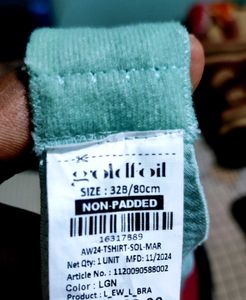 goldfoil
SIZE : 32B/80cm
NON-PADDED
16317889
AW24-TSHIRT-SOL-MAR
Net Qty: 1 UNIT MFD: 11/2024
Article No.: 1120090588002
Color : LGN
Product : L_EW_L_BRA